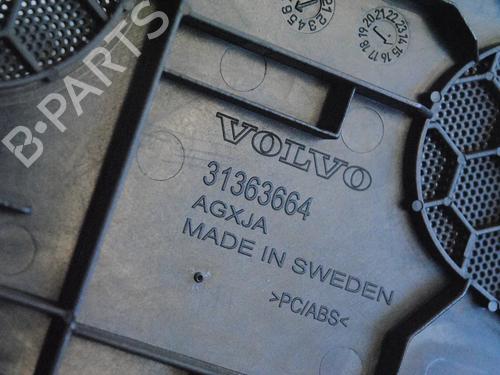 B-PARTS
VOLVO
31363664
AGXJA
MADE IN SWEDEN
>PC/ABS<